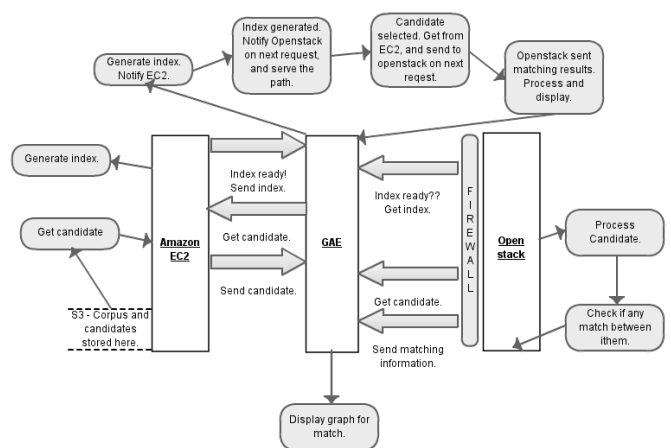 Index generated.
Notify Openstack
on next request,
and serve the
path.
Candidate
selected. Get from
EC2, and send to
openstack on next
reqest.
Generate index.
Notify EC2.
Openstack sent
matching results.
Process and
display.
Generate index.
Index ready!
Send index.
Index ready??
Get index.
Get candidate.
Amazon
EC2
Get candidate.
GAE
FIREWALL
Open
stack
Process
Candidate.
Send candidate.
Get candidate.
S3 - Corpus and
candidates
stored here.
Check if any
match between
ithem.
Send matching
information.
Display graph for
match.